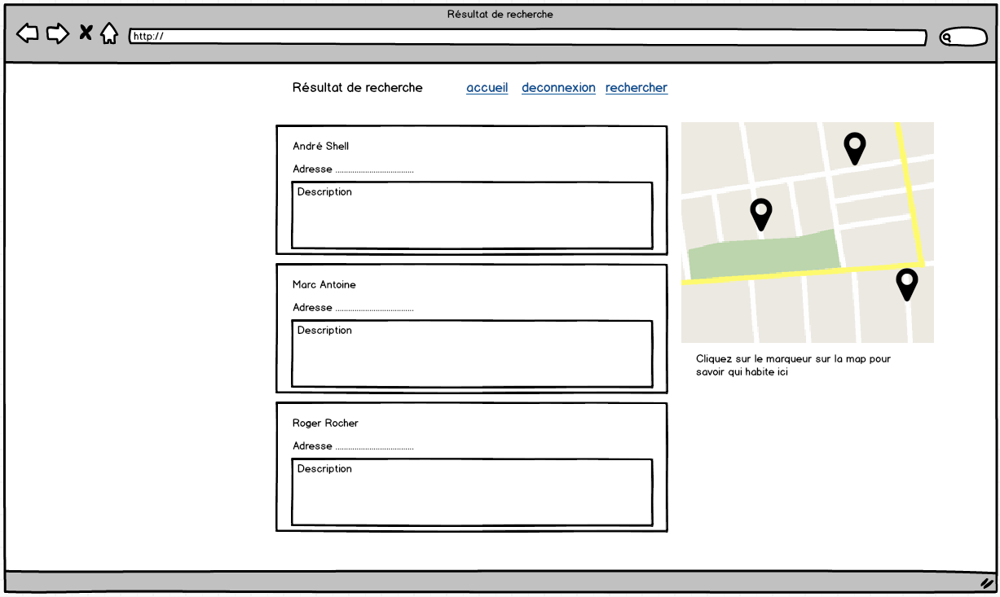 Résultat de recherche
http://
Résultat de recherche accueil deconnexion rechercher
André Shell
Adresse ....................................
Description
Marc Antoine
Adresse ....................................
Description
Roger Rocher
Adresse ....................................
Description
Cliquez sur le marqueur sur la map pour
savoir qui habite ici